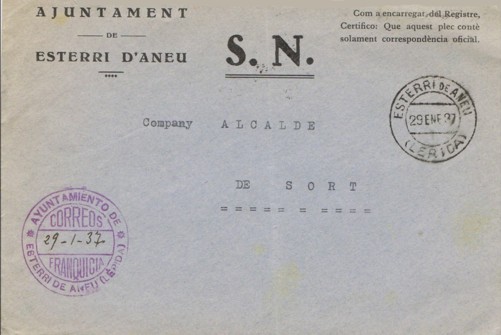 AJUNTAMENT
DE
ESTERRI D'ANEU
S. N.
Com a encarregat del Registre,
Certifico: Que aquest plec conté
solament correspondència oficial.
ESTERRI DE ANEU
29 ENE 37
(LERIDA)
Company ALCALDE
DE SORT
= = = = = = = = =
AYUNTAMIENTO DE
CORREOS
29-1-37
FRANQUICIA
ESTERRI DE ANEU (LERIDA)